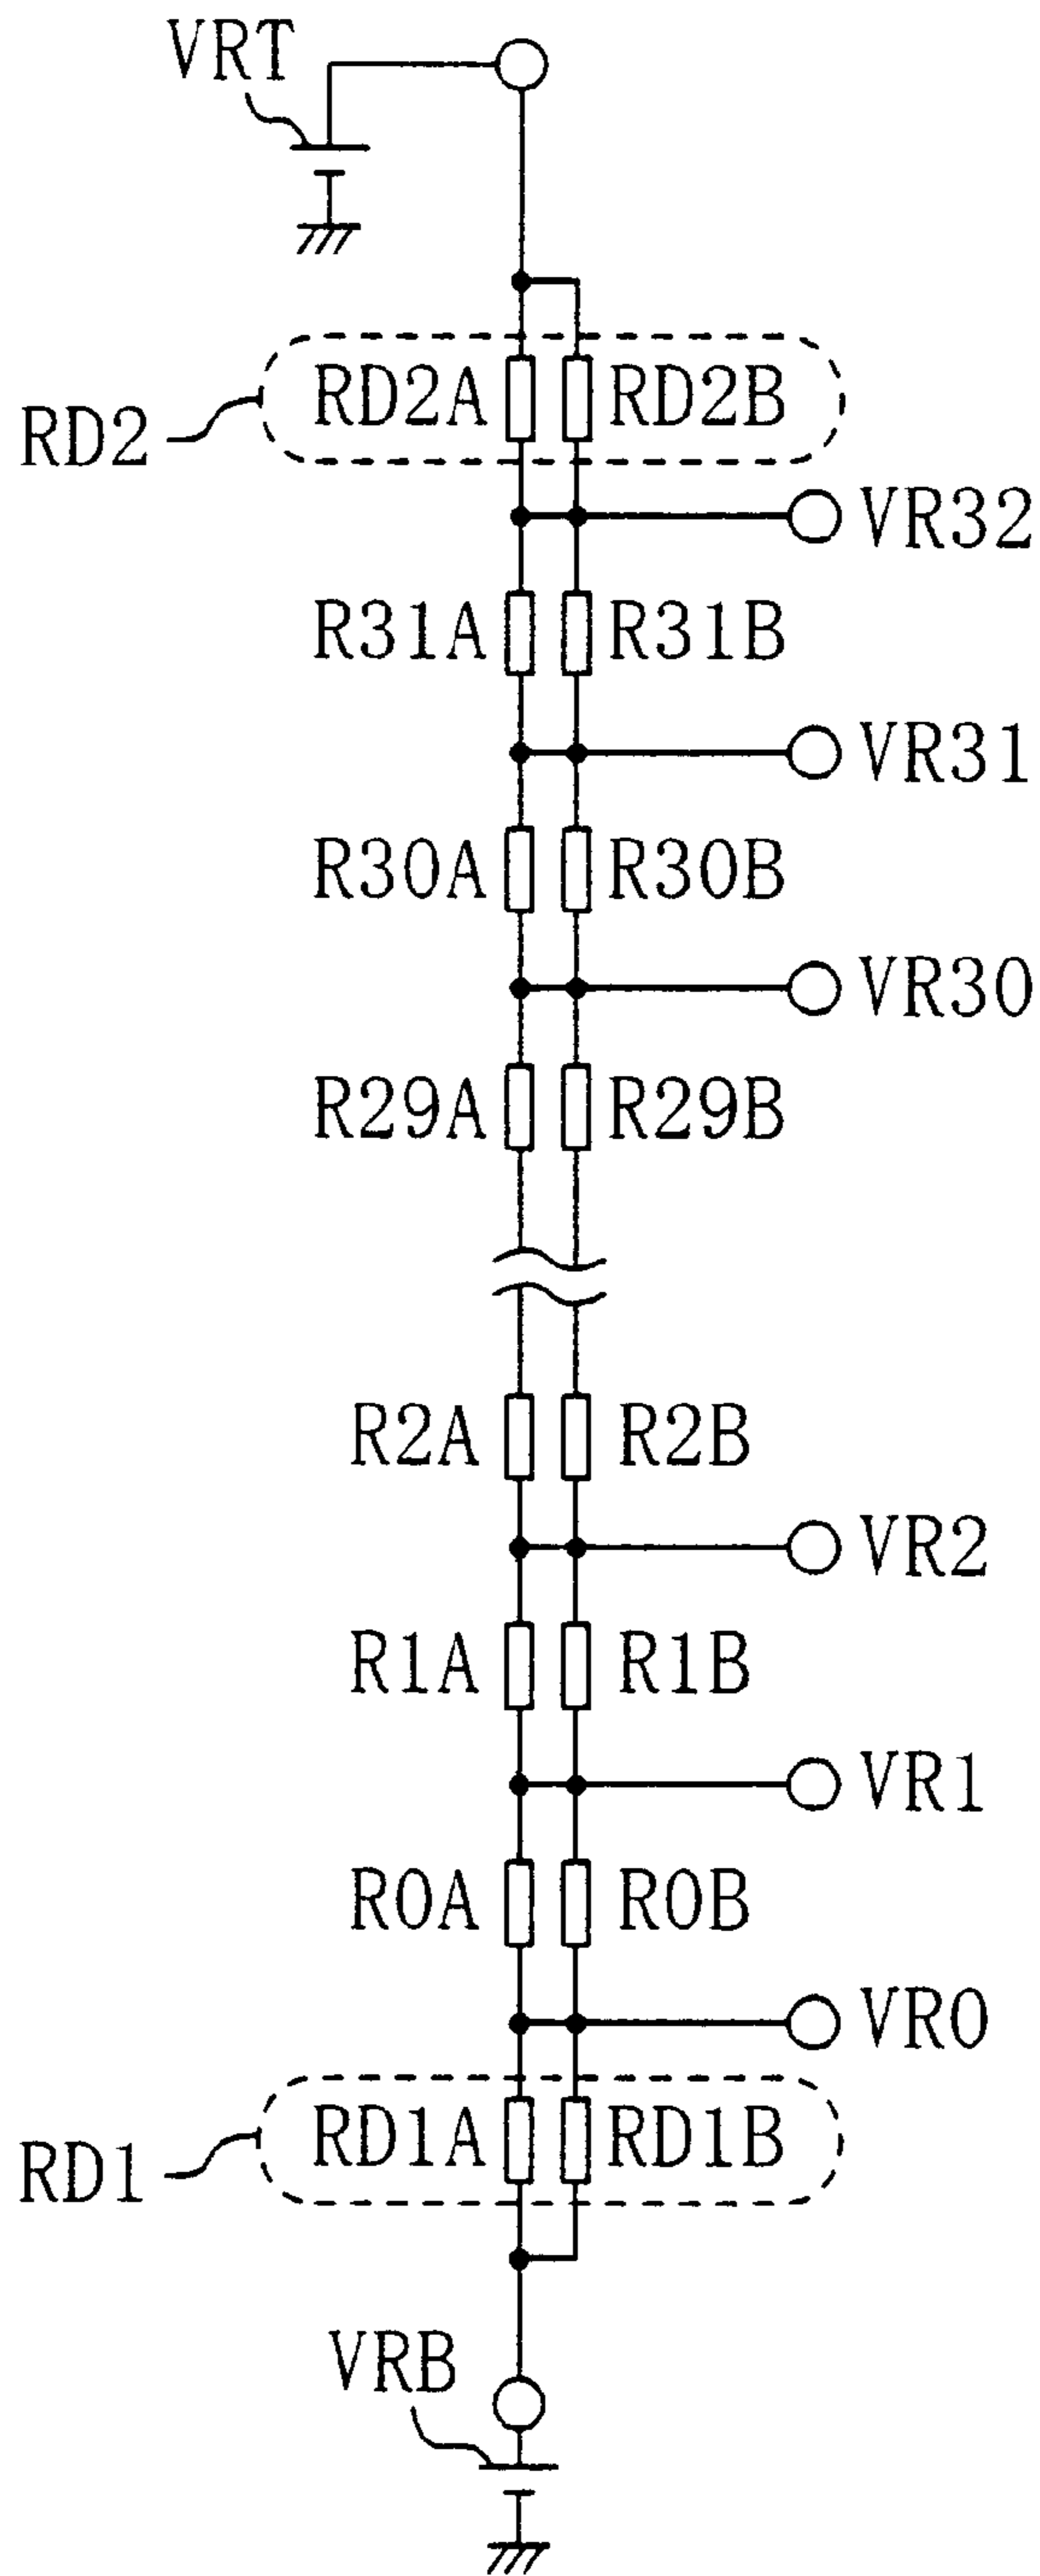 VRT
RD2A RD2B
RD2
VR32
R31A R31B
VR31
R30A R30B
VR30
R29A R29B
R2A R2B
VR2
R1A R1B
VR1
R0A R0B
VR0
RD1A RD1B
RD1
VRB